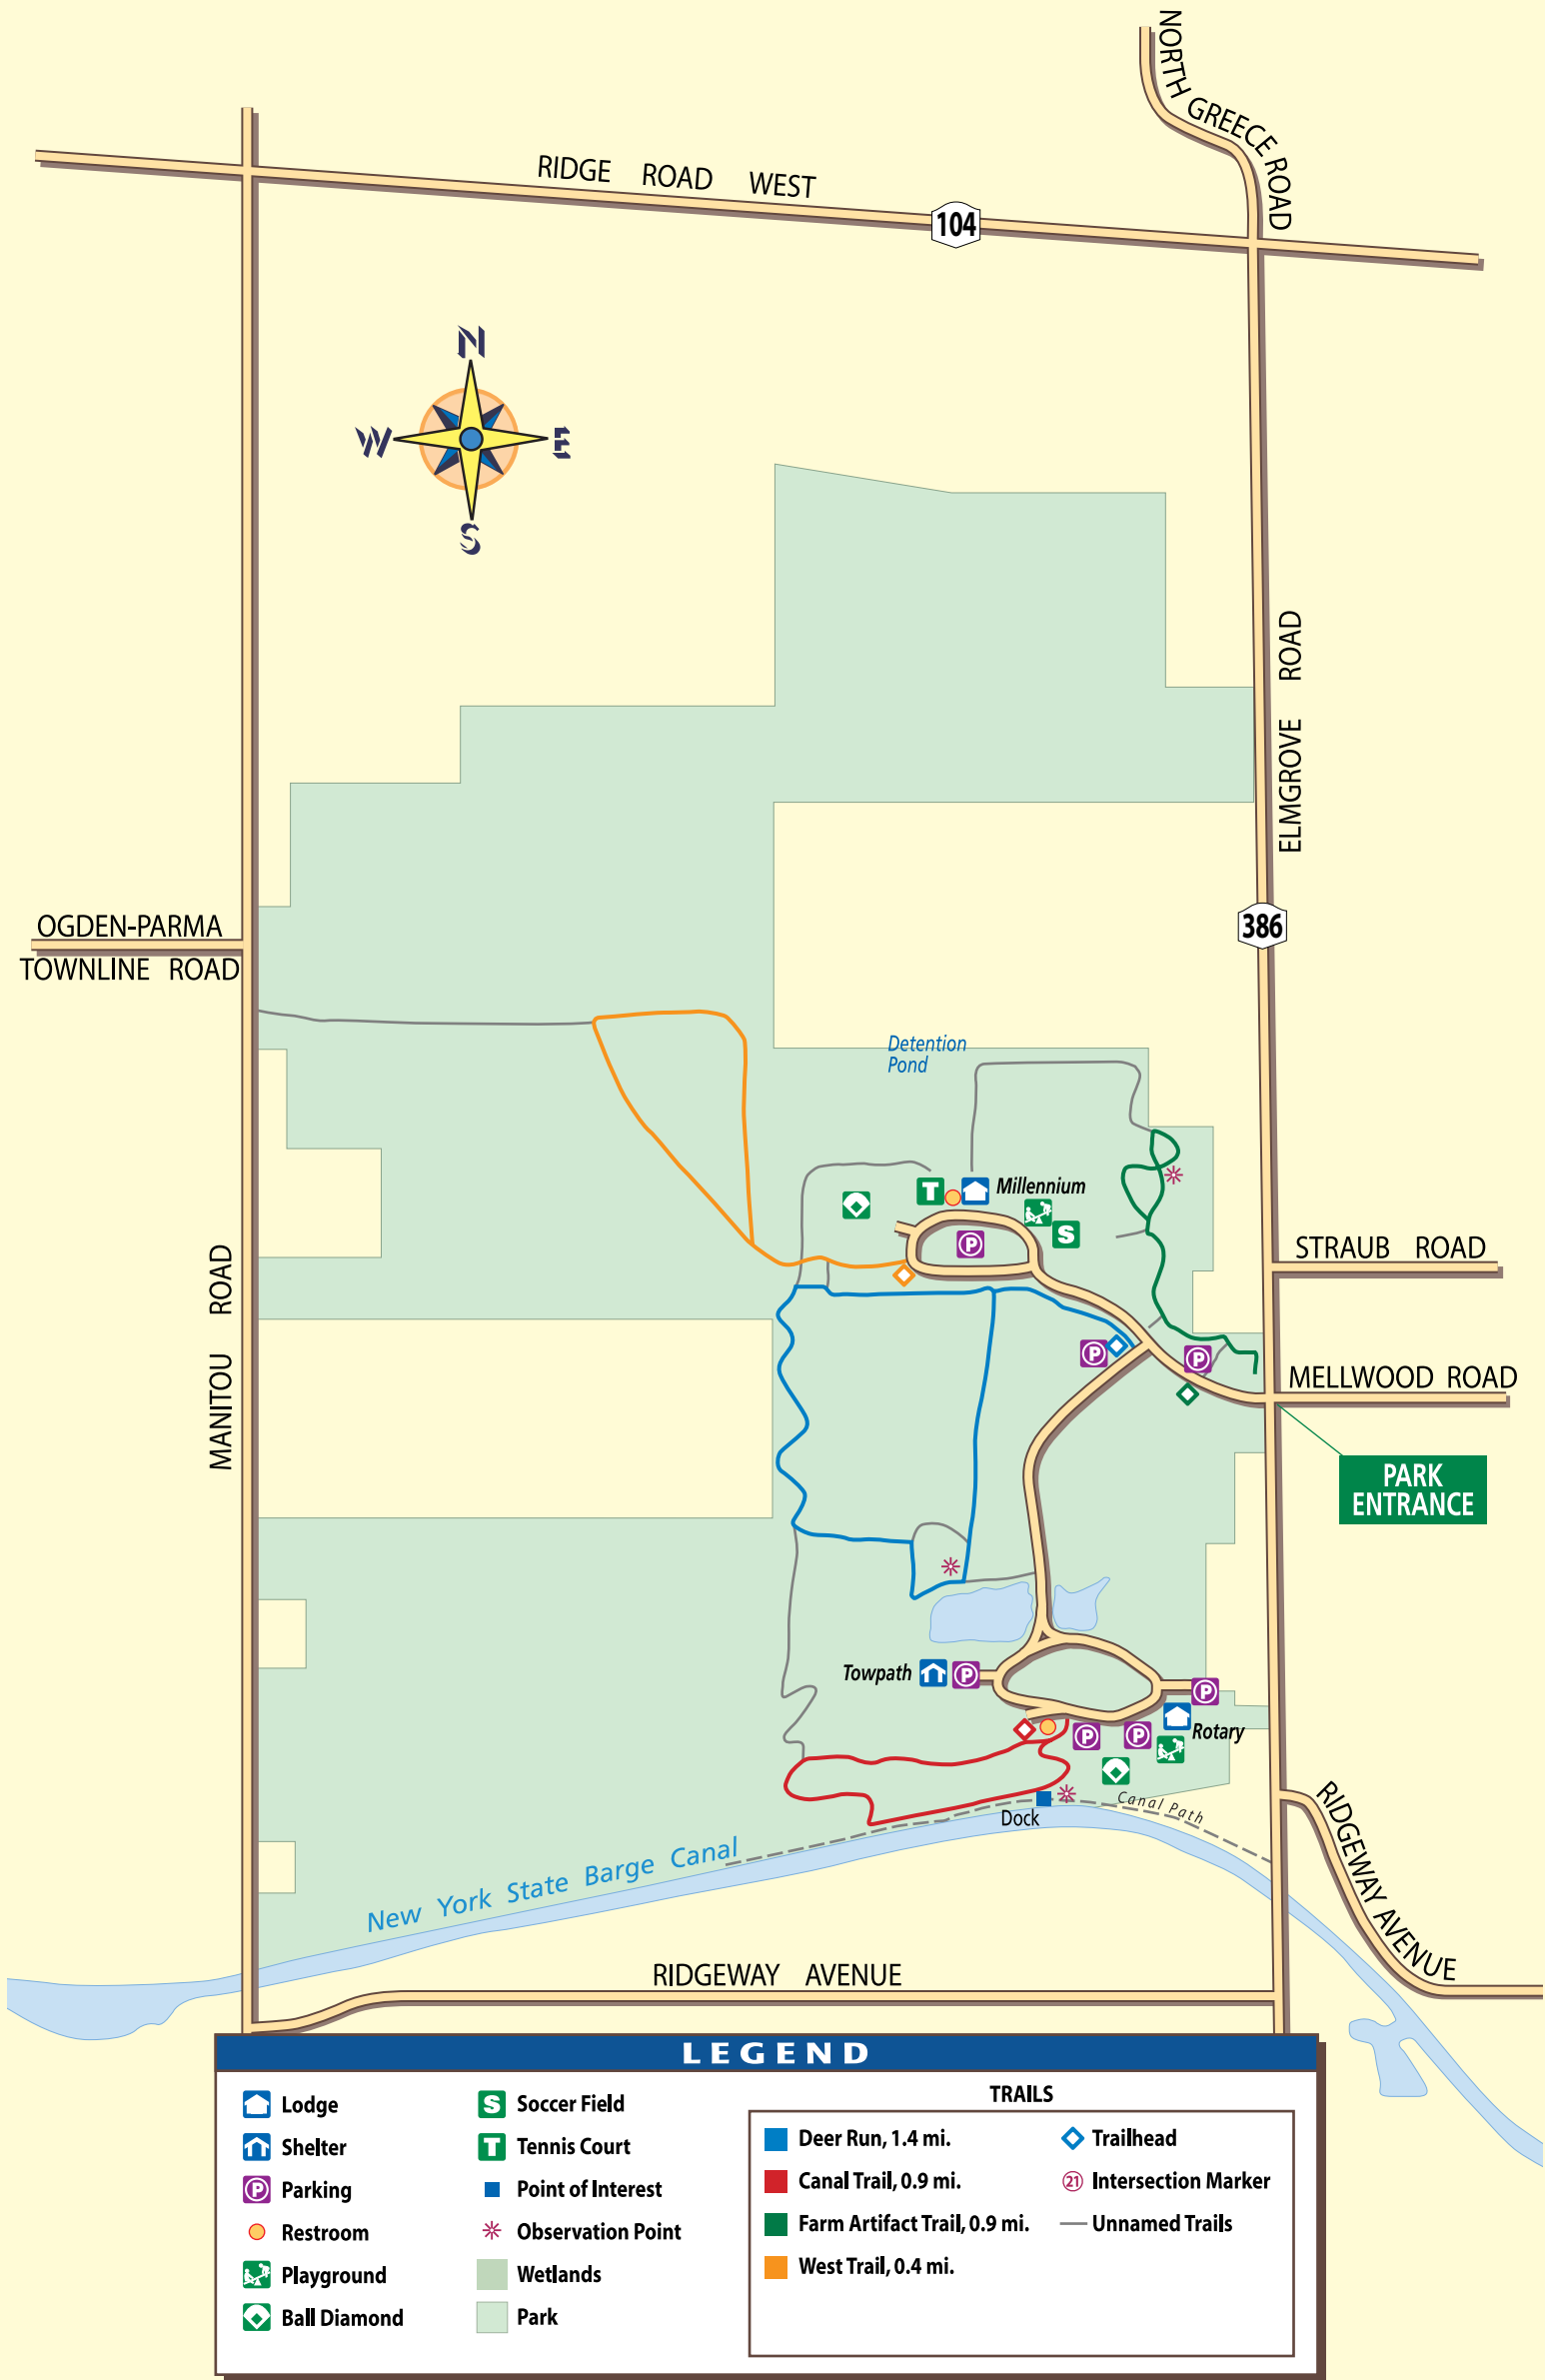 NORTH GREECE ROAD
RIDGE ROAD WEST
104
N
W
E
S
ELMGROVE ROAD
386
OGDEN-PARMA
TOWNLINE ROAD
Detention
Pond
T
Millennium
S
P
STRAUB ROAD
MANITOU ROAD
P
P
MELLWOOD ROAD
PARK
ENTRANCE
Towpath
P
P
Rotary
P
P
Dock
Canal Path
RIDGEWAY AVENUE
New York State Barge Canal
RIDGEWAY AVENUE
LEGEND
Lodge
Shelter
P Parking
Restroom
Playground
Ball Diamond
S Soccer Field
T Tennis Court
Point of Interest
Observation Point
Wetlands
Park
TRAILS
Deer Run, 1.4 mi.
Canal Trail, 0.9 mi.
Farm Artifact Trail, 0.9 mi.
West Trail, 0.4 mi.
Trailhead
21 Intersection Marker
Unnamed Trails